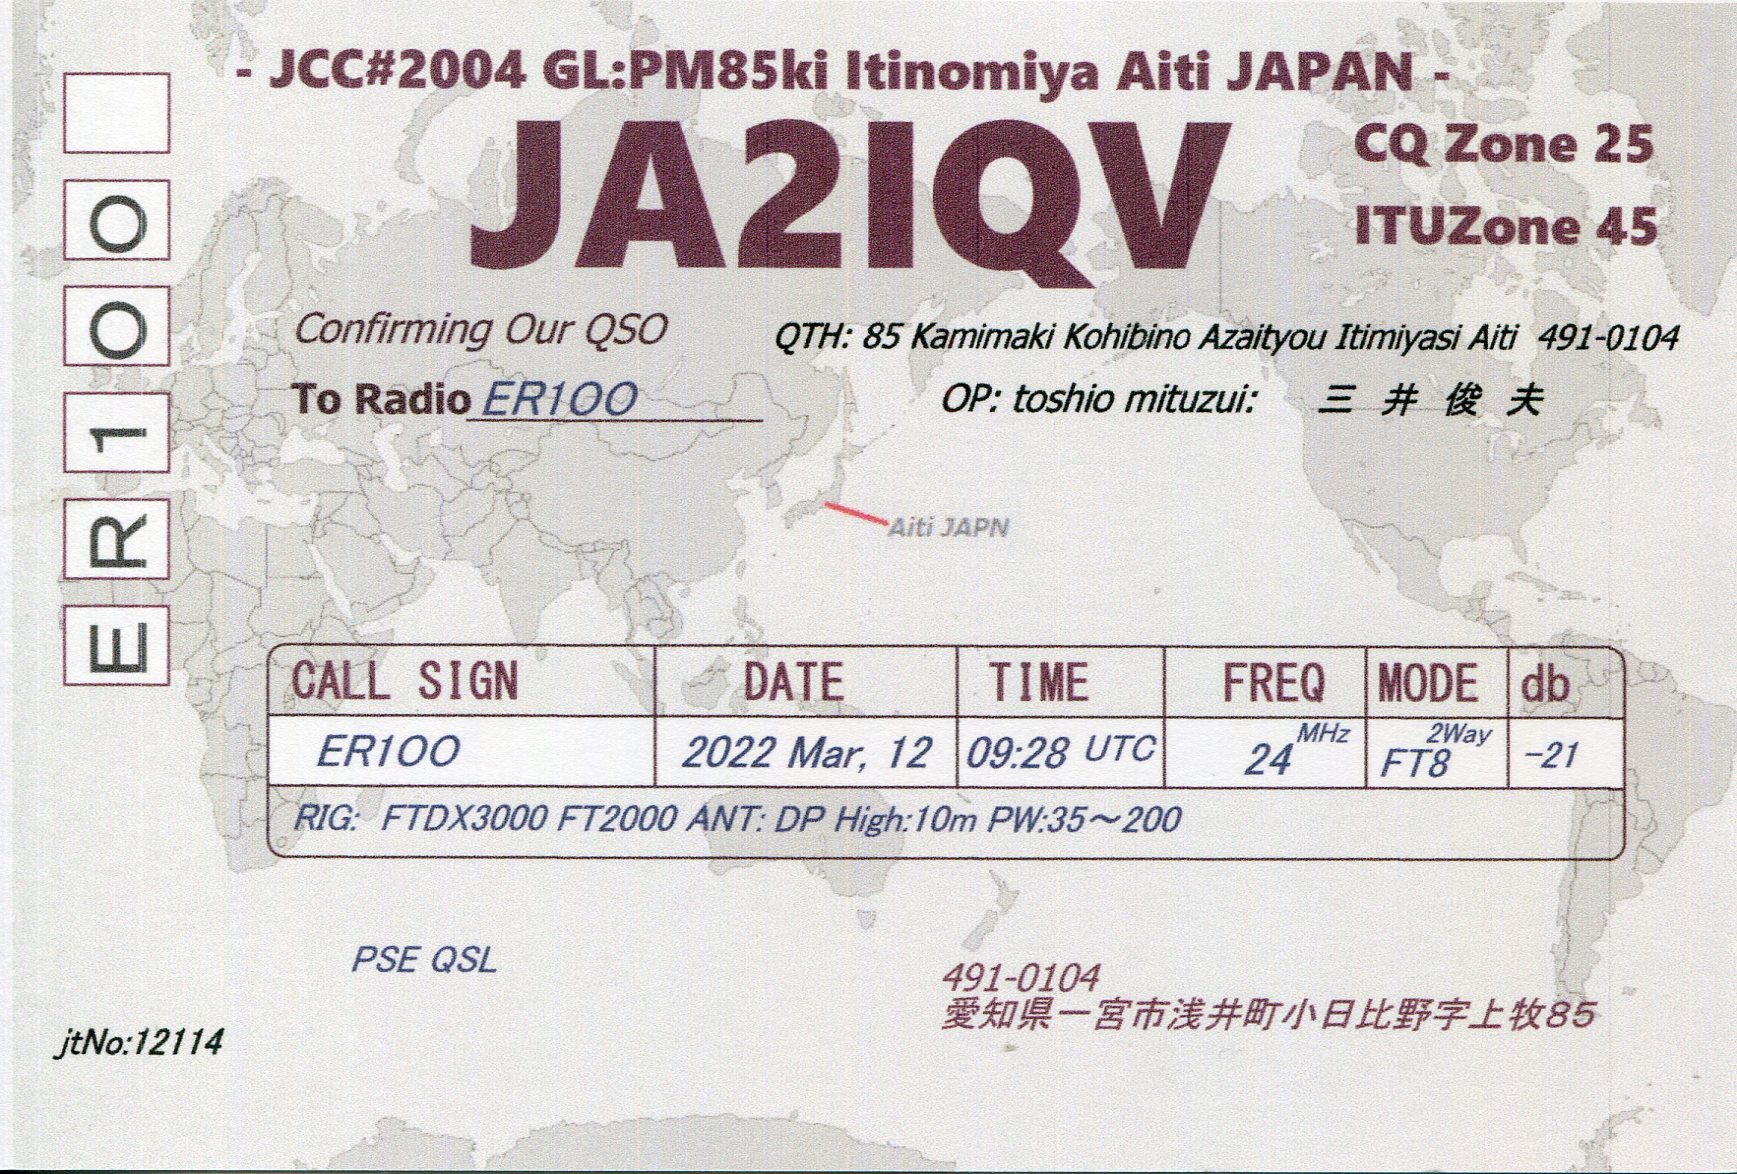 - JCC#2004 GL:PM85ki Itinomiya Aiti JAPAN -
JA2IQV
CQ Zone 25
ITUZone 45
ER100
Confirming Our QSO
QTH: 85 Kamimaki Kohibino Azaityou Itimiyasi Aiti 491-0104
To Radio ER100
OP: toshio mituzui: 三 井 俊 夫
Aiti JAPN
CALL SIGN DATE TIME FREQ MODE db
ER100 2022 Mar, 12 09:28 UTC 24 MHz 2Way FT8 -21
RIG: FTDX3000 FT2000 ANT: DP High:10m PW:35～200
PSE QSL
491-0104
愛知県一宮市浅井町小日比野字上牧85
jtNo:12114